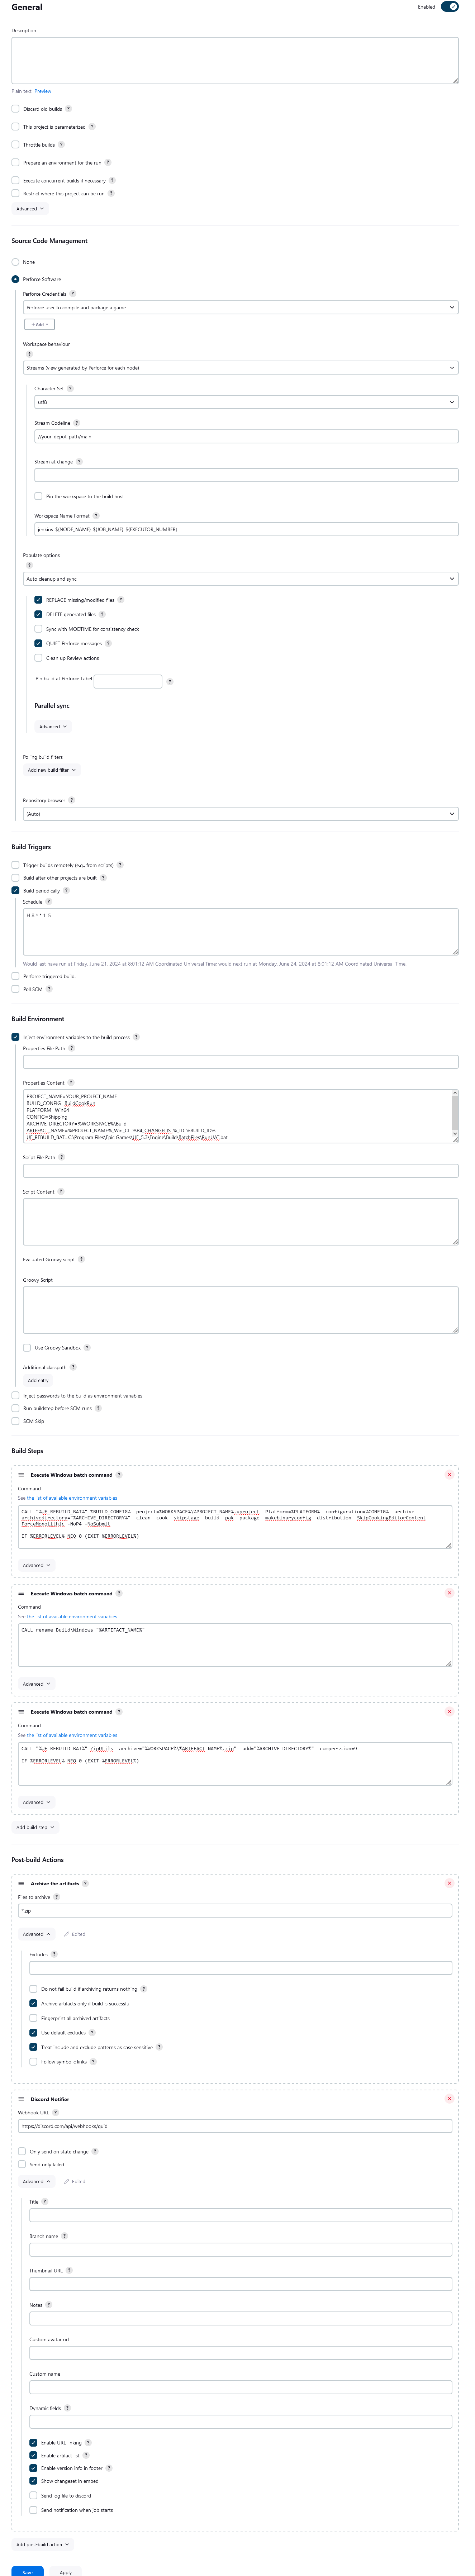 General
Enabled
Description
Plain text Preview
Discard old builds ?
This project is parameterized ?
Throttle builds ?
Prepare an environment for the run ?
Execute concurrent builds if necessary ?
Restrict where this project can be run ?
Advanced
Source Code Management
None
Perforce Software
Perforce Credentials ?
Perforce user to compile and package a game
+ Add
Workspace behaviour
?
Streams (view generated by Perforce for each node)
Character Set ?
utf8
Stream Codeline ?
//your_depot_path/main
Stream at change ?
Pin the workspace to the build host
Workspace Name Format ?
jenkins-${NODE_NAME}-${JOB_NAME}-${EXECUTOR_NUMBER}
Populate options
?
Auto cleanup and sync
REPLACE missing/modified files ?
DELETE generated files ?
Sync with MODTIME for consistency check
QUIET Perforce messages ?
Clean up Review actions
Pin build at Perforce Label ?
Parallel sync
Advanced
Polling build filters
Add new build filter
Repository browser ?
(Auto)
Build Triggers
Trigger builds remotely (e.g., from scripts) ?
Build after other projects are built ?
Build periodically ?
Schedule ?
H 8 * * 1-5
Would last have run at Friday, June 21, 2024 at 8:01:12 AM Coordinated Universal Time; would next run at Monday, June 24, 2024 at 8:01:12 AM Coordinated Universal Time.
Perforce triggered build.
Poll SCM ?
Build Environment
Inject environment variables to the build process ?
Properties File Path ?
Properties Content ?
PROJECT_NAME=YOUR_PROJECT_NAME
BUILD_CONFIG=BuildCookRun
PLATFORM=Win64
CONFIG=Shipping
ARCHIVE_DIRECTORY=%WORKSPACE%\Build
ARTEFACT_NAME=%PROJECT_NAME%_Win_CL-%P4_CHANGELIST%_ID-%BUILD_ID%
UE_REBUILD_BAT=C:\Program Files\Epic Games\UE_5.3\Engine\Build\BatchFiles\RunUAT.bat
Script File Path ?
Script Content ?
Evaluated Groovy script ?
Groovy Script
Use Groovy Sandbox ?
Additional classpath ?
Add entry
Inject passwords to the build as environment variables
Run buildstep before SCM runs ?
SCM Skip
Build Steps
Execute Windows batch command ?
Command
See the list of available environment variables
CALL "%UE_REBUILD_BAT%" %BUILD_CONFIG% -project=%WORKSPACE%\%PROJECT_NAME%.uproject -Platform=%PLATFORM% -configuration=%CONFIG% -archive -
archivedirectory="%ARCHIVE_DIRECTORY%" -clean -cook -skipstage -build -pak -package -makebinaryconfig -distribution -SkipCookingEditorContent -
ForceMonolithic -NoP4 -NoSubmit
IF %ERRORLEVEL% NEQ 0 (EXIT %ERRORLEVEL%)
Advanced
Execute Windows batch command ?
Command
See the list of available environment variables
CALL rename Build\Windows "%ARTEFACT_NAME%"
Advanced
Execute Windows batch command ?
Command
See the list of available environment variables
CALL "%UE_REBUILD_BAT%" ZipUtils -archive="%WORKSPACE%\%ARTEFACT_NAME%.zip" -add="%ARCHIVE_DIRECTORY%" -compression=9
IF %ERRORLEVEL% NEQ 0 (EXIT %ERRORLEVEL%)
Advanced
Add build step
Post-build Actions
Archive the artifacts ?
Files to archive ?
*.zip
Advanced Edited
Excludes ?
Do not fail build if archiving returns nothing ?
Archive artifacts only if build is successful
Fingerprint all archived artifacts
Use default excludes ?
Treat include and exclude patterns as case sensitive ?
Follow symbolic links ?
Discord Notifier
Webhook URL ?
https://discord.com/api/webhooks/guid
Only send on state change ?
Send only failed
Advanced Edited
Title ?
Branch name ?
Thumbnail URL ?
Notes ?
Custom avatar url
Custom name
Dynamic fields ?
Enable URL linking ?
Enable artifact list ?
Enable version info in footer ?
Show changeset in embed
Send log file to discord
Send notification when job starts
Add post-build action
Save Apply